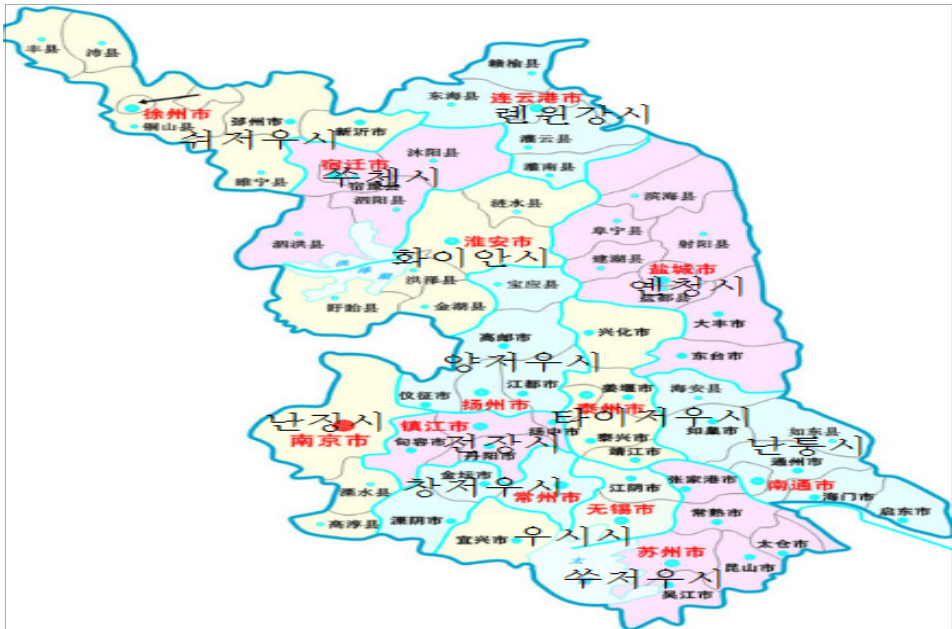 丰县
沛县
赣榆县
东海县
连云港市
렌윈장시
徐州市
铜山县
邳州市
新沂市
쉬저우시
灌云县
灌南县
沭阳县
宿迁市
쑤첸시
宿豫县
泗阳县
睢宁县
泗洪县
涟水县
滨海县
阜宁县
射阳县
淮安市
화이안시
建湖县
盐城市
옌청시
盐都县
洪泽县
洪泽湖
宝应县
盱眙县
金湖县
大丰市
兴化市
高邮市
东台市
양저우시
仪征市
江都市
扬州市
姜堰市
海安县
泰州市
타이저우시
난징시
南京市
镇江市
扬中市
전장시
句容市
丹阳市
泰兴市
靖江市
如皋市
如东县
난퉁시
通州市
金坛市
창저우시
常州市
江阴市
张家港市
南通市
海门市
启东市
溧水县
高淳县
溧阴市
宜兴市
无锡市
우시시
常熟市
太仓市
苏州市
昆山市
太
쑤저우시
吴江市